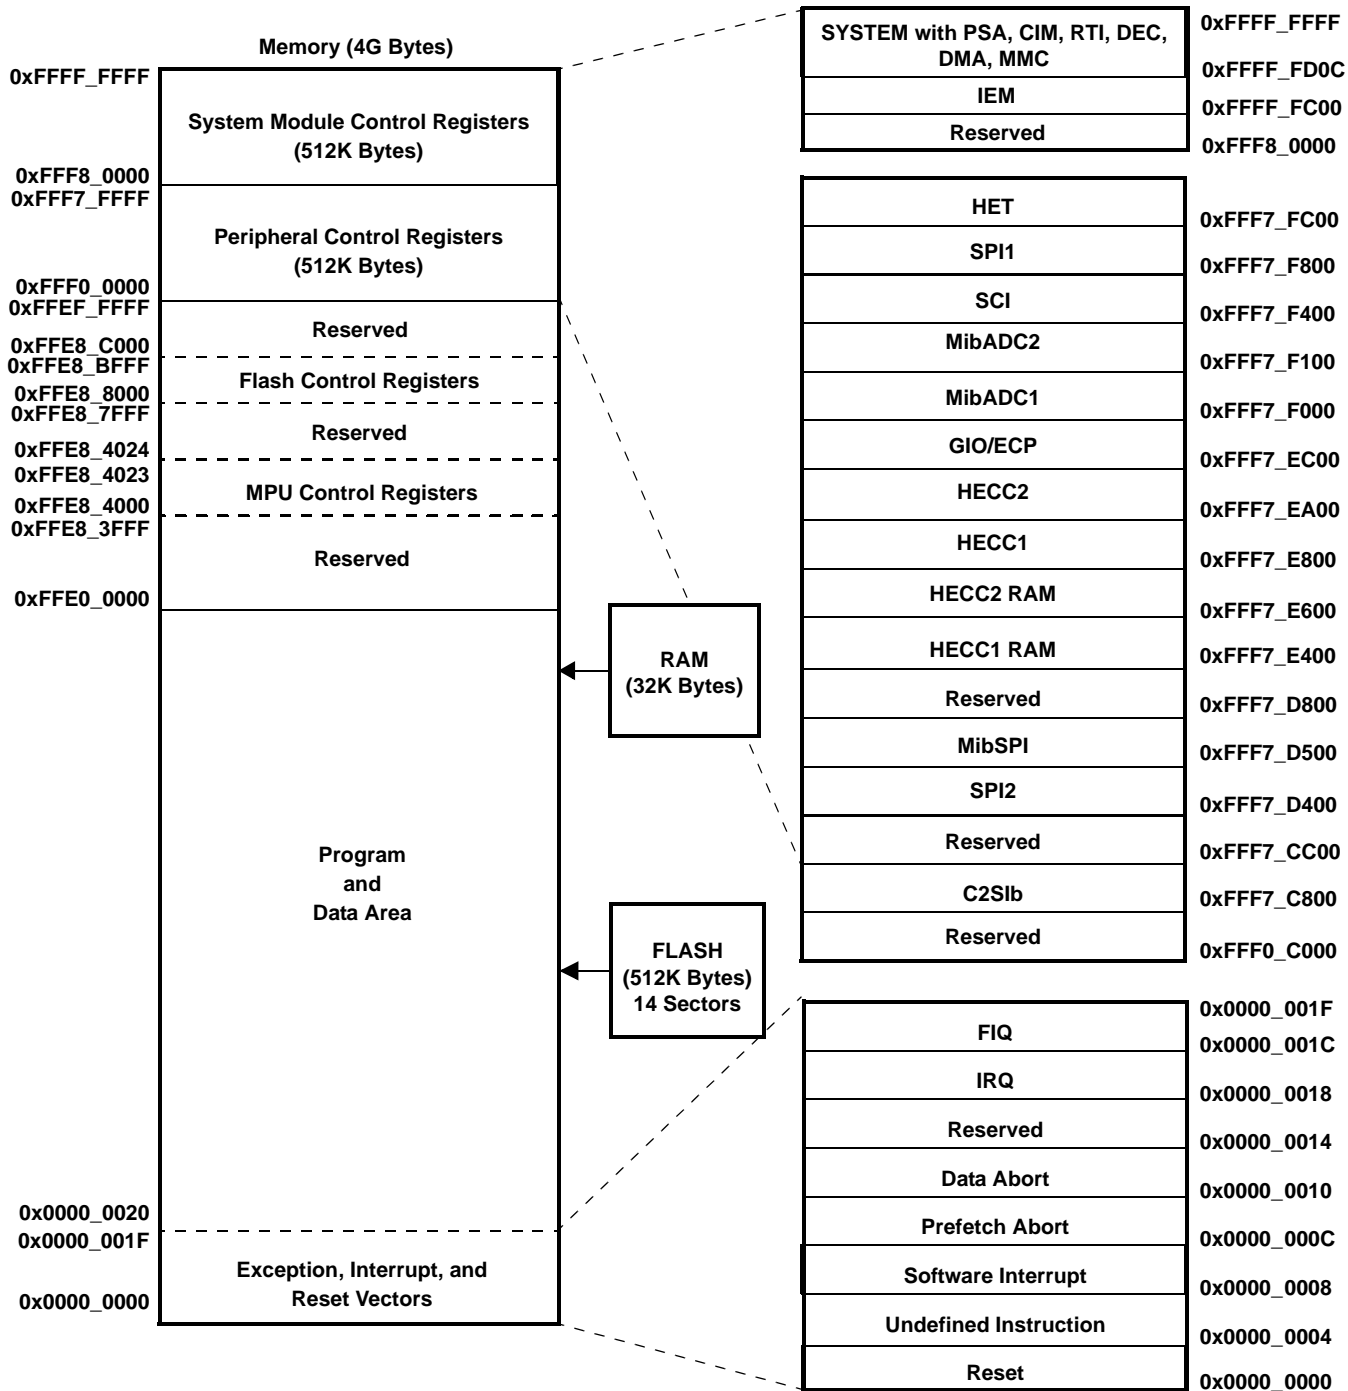 Memory (4G Bytes)
0xFFFF_FFFF
System Module Control Registers
(512K Bytes)
0xFFF8_0000
0xFFF7_FFFF
Peripheral Control Registers
(512K Bytes)
0xFFF0_0000
0xFFEF_FFFF
Reserved
0xFFE8_C000
0xFFE8_BFFF
Flash Control Registers
0xFFE8_8000
0xFFE8_7FFF
Reserved
0xFFE8_4024
0xFFE8_4023
MPU Control Registers
0xFFE8_4000
0xFFE8_3FFF
Reserved
0xFFE0_0000
Program
and
Data Area
0x0000_0020
0x0000_001F
Exception, Interrupt, and
Reset Vectors
0x0000_0000
RAM
(32K Bytes)
FLASH
(512K Bytes)
14 Sectors
SYSTEM with PSA, CIM, RTI, DEC,
DMA, MMC
0xFFFF_FFFF
0xFFFF_FD0C
IEM
0xFFFF_FC00
Reserved
0xFFF8_0000
HET
0xFFF7_FC00
SPI1
0xFFF7_F800
SCI
0xFFF7_F400
MibADC2
0xFFF7_F100
MibADC1
0xFFF7_F000
GIO/ECP
0xFFF7_EC00
HECC2
0xFFF7_EA00
HECC1
0xFFF7_E800
HECC2 RAM
0xFFF7_E600
HECC1 RAM
0xFFF7_E400
Reserved
0xFFF7_D800
MibSPI
0xFFF7_D500
SPI2
0xFFF7_D400
Reserved
0xFFF7_CC00
C2SIb
0xFFF7_C800
Reserved
0xFFF0_C000
0x0000_001F
FIQ
0x0000_001C
IRQ
0x0000_0018
Reserved
0x0000_0014
Data Abort
0x0000_0010
Prefetch Abort
0x0000_000C
Software Interrupt
0x0000_0008
Undefined Instruction
0x0000_0004
Reset
0x0000_0000